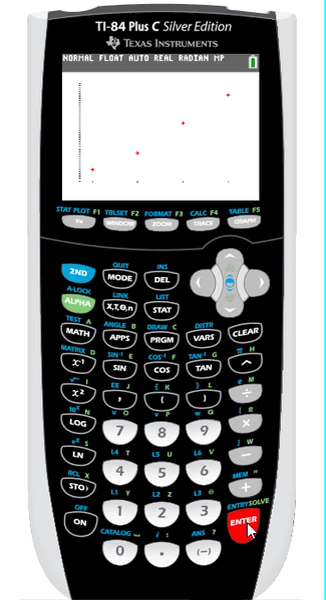 TI-84 Plus C Silver Edition
TEXAS INSTRUMENTS
NORMAL FLOAT AUTO REAL RADIAN MP
STAT PLOT F1 TBLSET F2 FORMAT F3 CALC F4 TABLE F5
Y= WINDOW ZOOM TRACE GRAPH
QUIT INS
2ND MODE DEL
A-LOCK LINK LIST
ALPHA X,T,Θ,n STAT
TEST A ANGLE B DRAW C DISTR
MATH APPS PRGM VARS CLEAR
MATRIX D SIN⁻¹ E COS⁻¹ F TAN⁻¹ G π H
x⁻¹ SIN COS TAN ^
√ I EE J { K } L e M
x² , ( ) ÷
10ˣ N u O v P w Q [ R
LOG 7 8 9 ×
eˣ S L4 T L5 U L6 V ] W
LN 4 5 6 −
RCL X L1 Y L2 Z L3 θ MEM "
STO▸ 1 2 3 +
OFF CATALOG ⎵ i : ANS ? ENTRY SOLVE
ON 0 . (−) ENTER